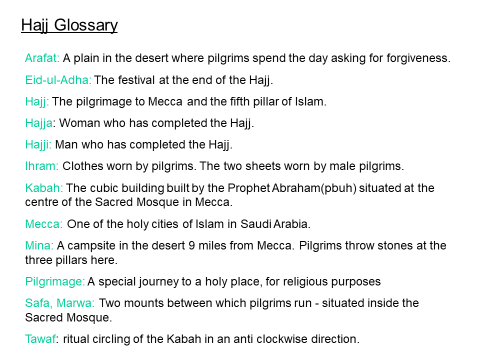 Hajj Glossary
Arafat: A plain in the desert where pilgrims spend the day asking for forgiveness.
Eid-ul-Adha: The festival at the end of the Hajj.
Hajj: The pilgrimage to Mecca and the fifth pillar of Islam.
Hajja: Woman who has completed the Hajj.
Hajji: Man who has completed the Hajj.
Ihram: Clothes worn by pilgrims. The two sheets worn by male pilgrims.
Kabah: The cubic building built by the Prophet Abraham(pbuh) situated at the
centre of the Sacred Mosque in Mecca.
Mecca: One of the holy cities of Islam in Saudi Arabia.
Mina: A campsite in the desert 9 miles from Mecca. Pilgrims throw stones at the
three pillars here.
Pilgrimage: A special journey to a holy place, for religious purposes
Safa, Marwa: Two mounts between which pilgrims run - situated inside the
Sacred Mosque.
Tawaf: ritual circling of the Kabah in an anti clockwise direction.